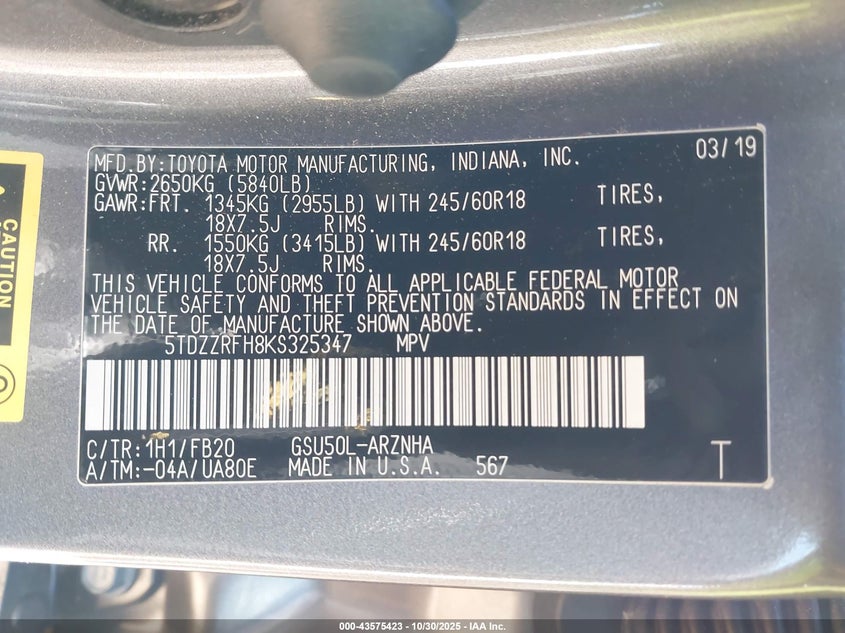 MFD.BY:TOYOTA MOTOR MANUFACTURING, INDIANA, INC. 03/19
GVWR:2650KG (5840LB)
GAWR:FRT. 1345KG (2955LB) WITH 245/60R18 TIRES,
18X7.5J RIMS.
RR. 1550KG (3415LB) WITH 245/60R18 TIRES,
18X7.5J RIMS.
THIS VEHICLE CONFORMS TO ALL APPLICABLE FEDERAL MOTOR
VEHICLE SAFETY AND THEFT PREVENTION STANDARDS IN EFFECT ON
THE DATE OF MANUFACTURE SHOWN ABOVE.
5TDZZRFH8KS325347 MPV
C/TR:1H1/FB20 GSU50L-ARZNHA
A/TM:-04A/UA80E MADE IN U.S.A. 567 T
CAUTION
000-43575423 - 10/30/2025 - IAA Inc.